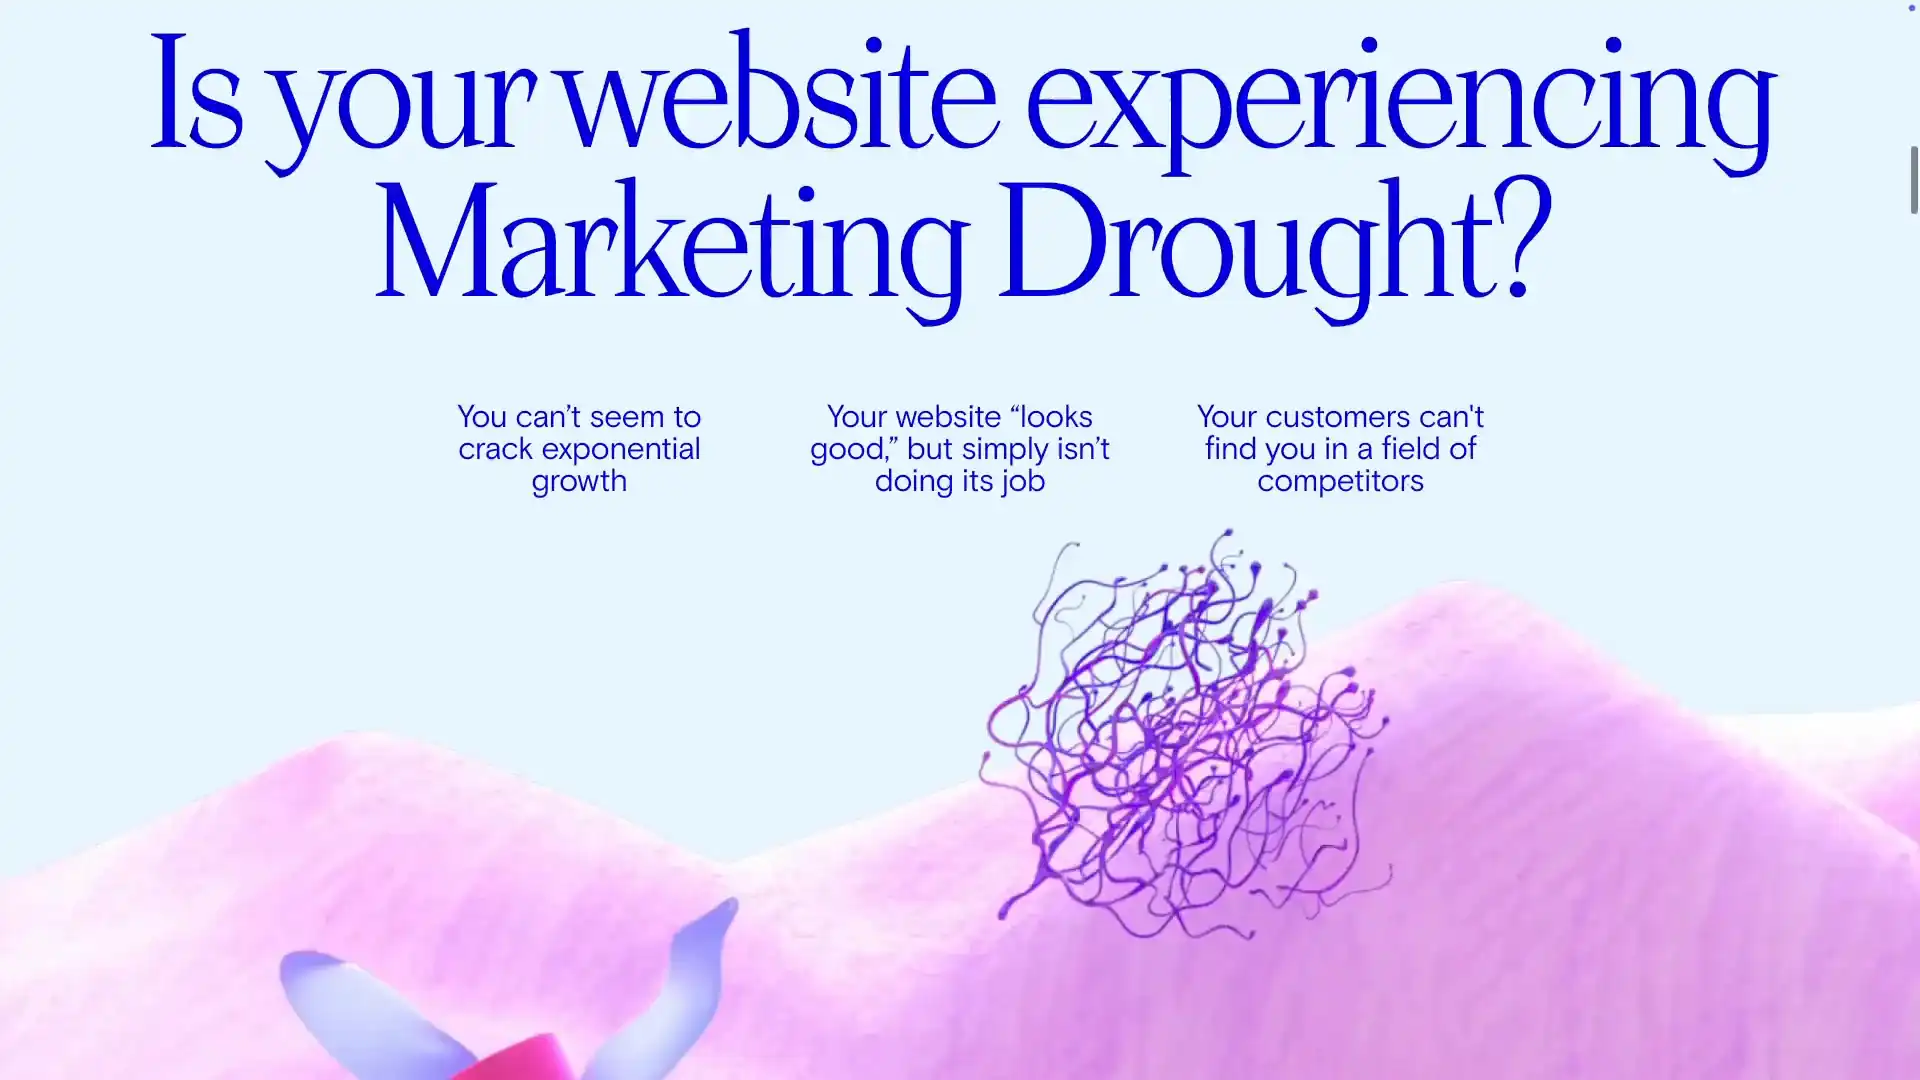 Is your website experiencing
Marketing Drought?
You can’t seem to
crack exponential
growth
Your website “looks
good,” but simply isn’t
doing its job
Your customers can't
find you in a field of
competitors